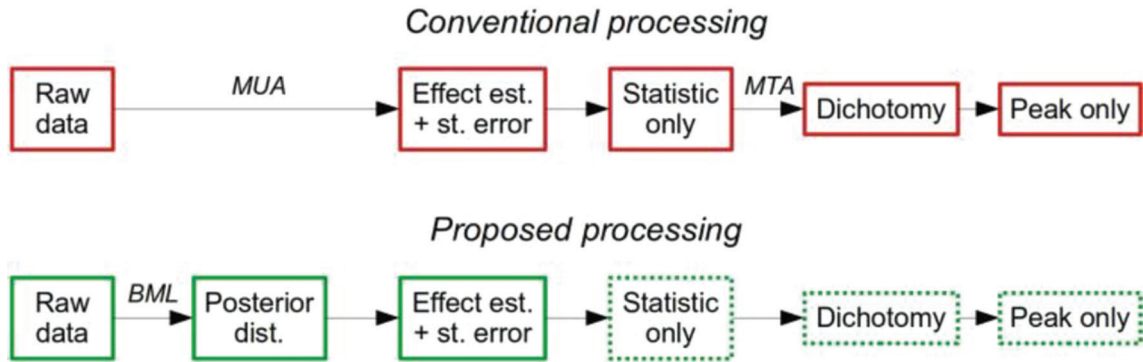 Conventional processing
Raw data
MUA
Effect est. + st. error
Statistic only
MTA
Dichotomy
Peak only
Proposed processing
Raw data
BML
Posterior dist.
Effect est. + st. error
Statistic only
Dichotomy
Peak only